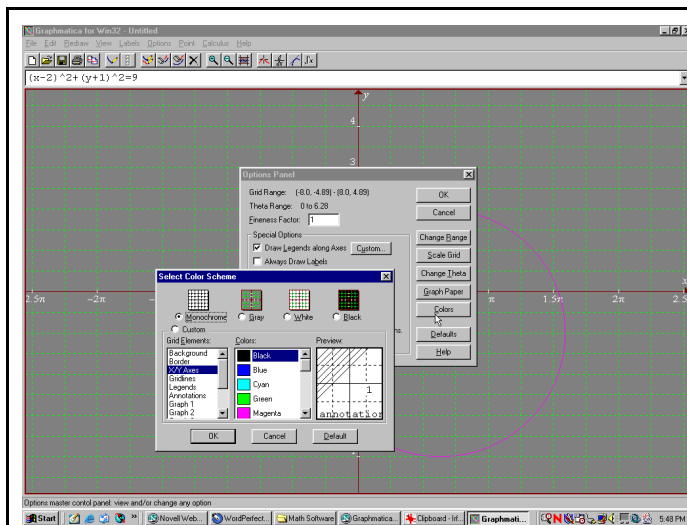 Graphmatica for Win32 - Untitled
File Edit Redraw View Labels Options Point Calculus Help
(x-2)^2+(y+1)^2=9
y
4
3
2.5π -2π π 1.5π 2π 2.5
x
Options Panel
Grid Range: (-8.0, -4.89) - (8.0, 4.89)
Theta Range: 0 to 6.28
Fineness Factor: 1
Special Options
Draw Legends along Axes Custom...
Always Draw Labels
OK
Cancel
Change Range
Scale Grid
Change Theta
Graph Paper
Colors
Defaults
Help
ns.
Select Color Scheme
Monochrome Gray White Black
Custom
Grid Elements: Colors: Preview:
Background
Border
X/Y Axes
Gridlines
Legends
Annotations
Graph 1
Graph 2
Black
Blue
Cyan
Green
Magenta
1
annotation
OK Cancel Default
Options master contol panel: view and/or change any option
Start » Novell Web... WordPerfect... Math Software Graphmatica... Clipboard - Irf... Graphmati... 5:48 PM